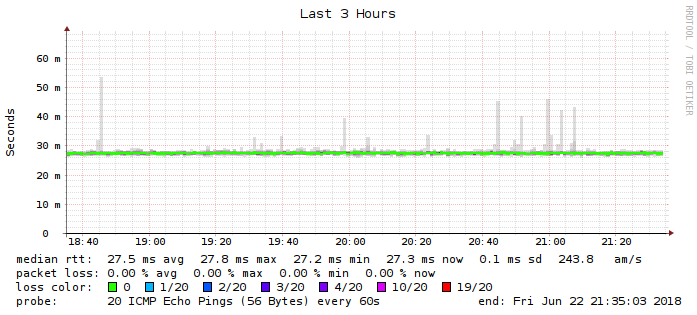 Last 3 Hours
RRDTOOL / TOBI OETIKER
Seconds
60 m
50 m
40 m
30 m
20 m
10 m
0
18:40 19:00 19:20 19:40 20:00 20:20 20:40 21:00 21:20
median rtt: 27.5 ms avg 27.8 ms max 27.2 ms min 27.3 ms now 0.1 ms sd 243.8 am/s
packet loss: 0.00 % avg 0.00 % max 0.00 % min 0.00 % now
loss color: 0 1/20 2/20 3/20 4/20 10/20 19/20
probe: 20 ICMP Echo Pings (56 Bytes) every 60s end: Fri Jun 22 21:35:03 2018